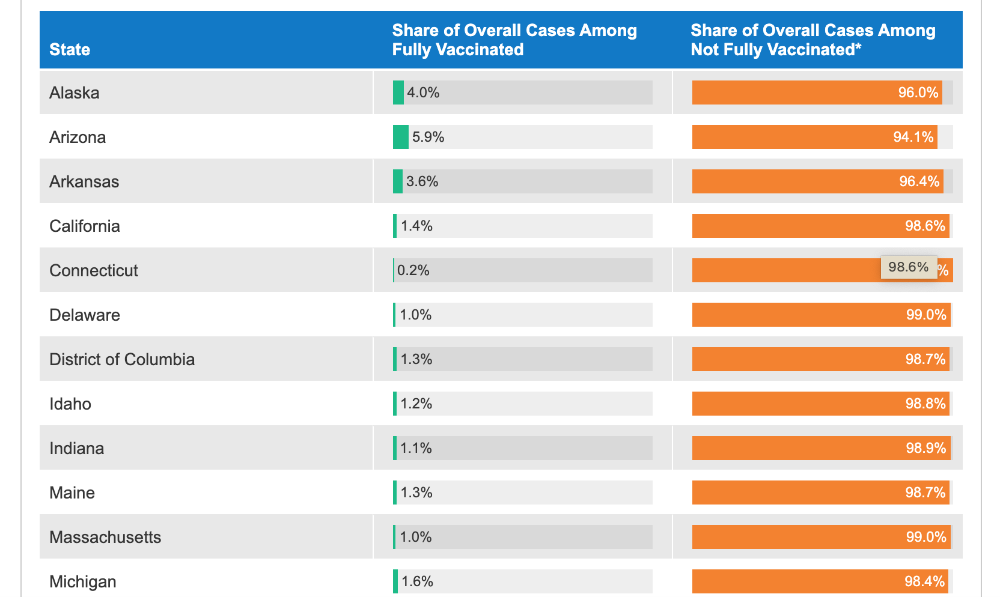 State
Share of Overall Cases Among
Fully Vaccinated
Share of Overall Cases Among
Not Fully Vaccinated*
Alaska 4.0% 96.0%
Arizona 5.9% 94.1%
Arkansas 3.6% 96.4%
California 1.4% 98.6%
Connecticut 0.2% 98.6% %
Delaware 1.0% 99.0%
District of Columbia 1.3% 98.7%
Idaho 1.2% 98.8%
Indiana 1.1% 98.9%
Maine 1.3% 98.7%
Massachusetts 1.0% 99.0%
Michigan 1.6% 98.4%